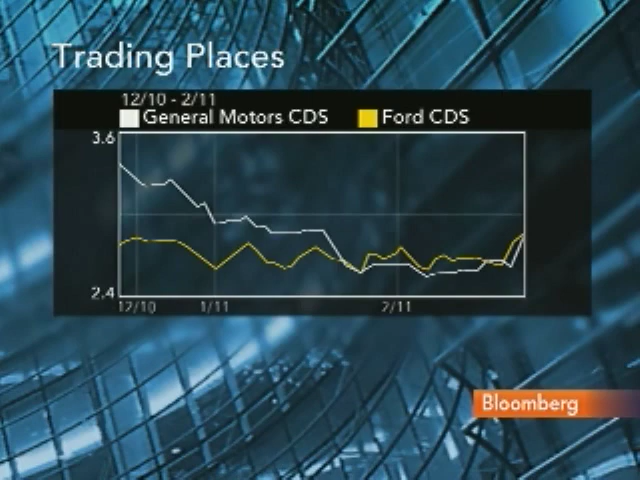 Trading Places
12/10 - 2/11
General Motors CDS Ford CDS
3.6
2.4
12/10 1/11 2/11
Bloomberg